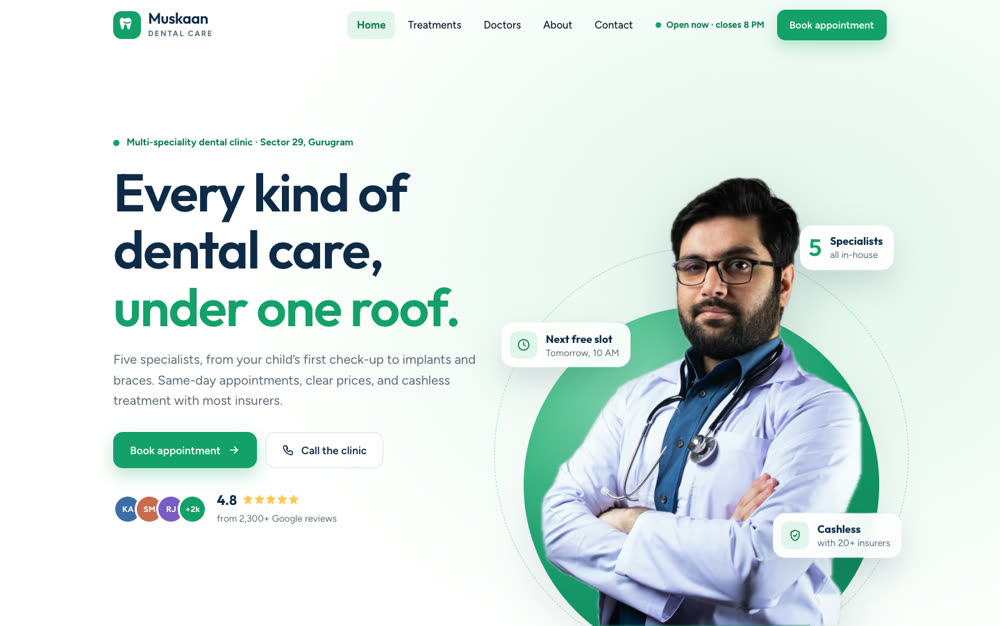 Muskaan
DENTAL CARE
Home
Treatments
Doctors
About
Contact
Open now · closes 8 PM
Book appointment
Multi-speciality dental clinic · Sector 29, Gurugram
Every kind of
dental care,
under one roof.
Five specialists, from your child's first check-up to implants and
braces. Same-day appointments, clear prices, and cashless
treatment with most insurers.
Book appointment
Call the clinic
KA
SM
RJ
+2k
4.8
from 2,300+ Google reviews
5
Specialists
all in-house
Next free slot
Tomorrow, 10 AM
Cashless
with 20+ insurers